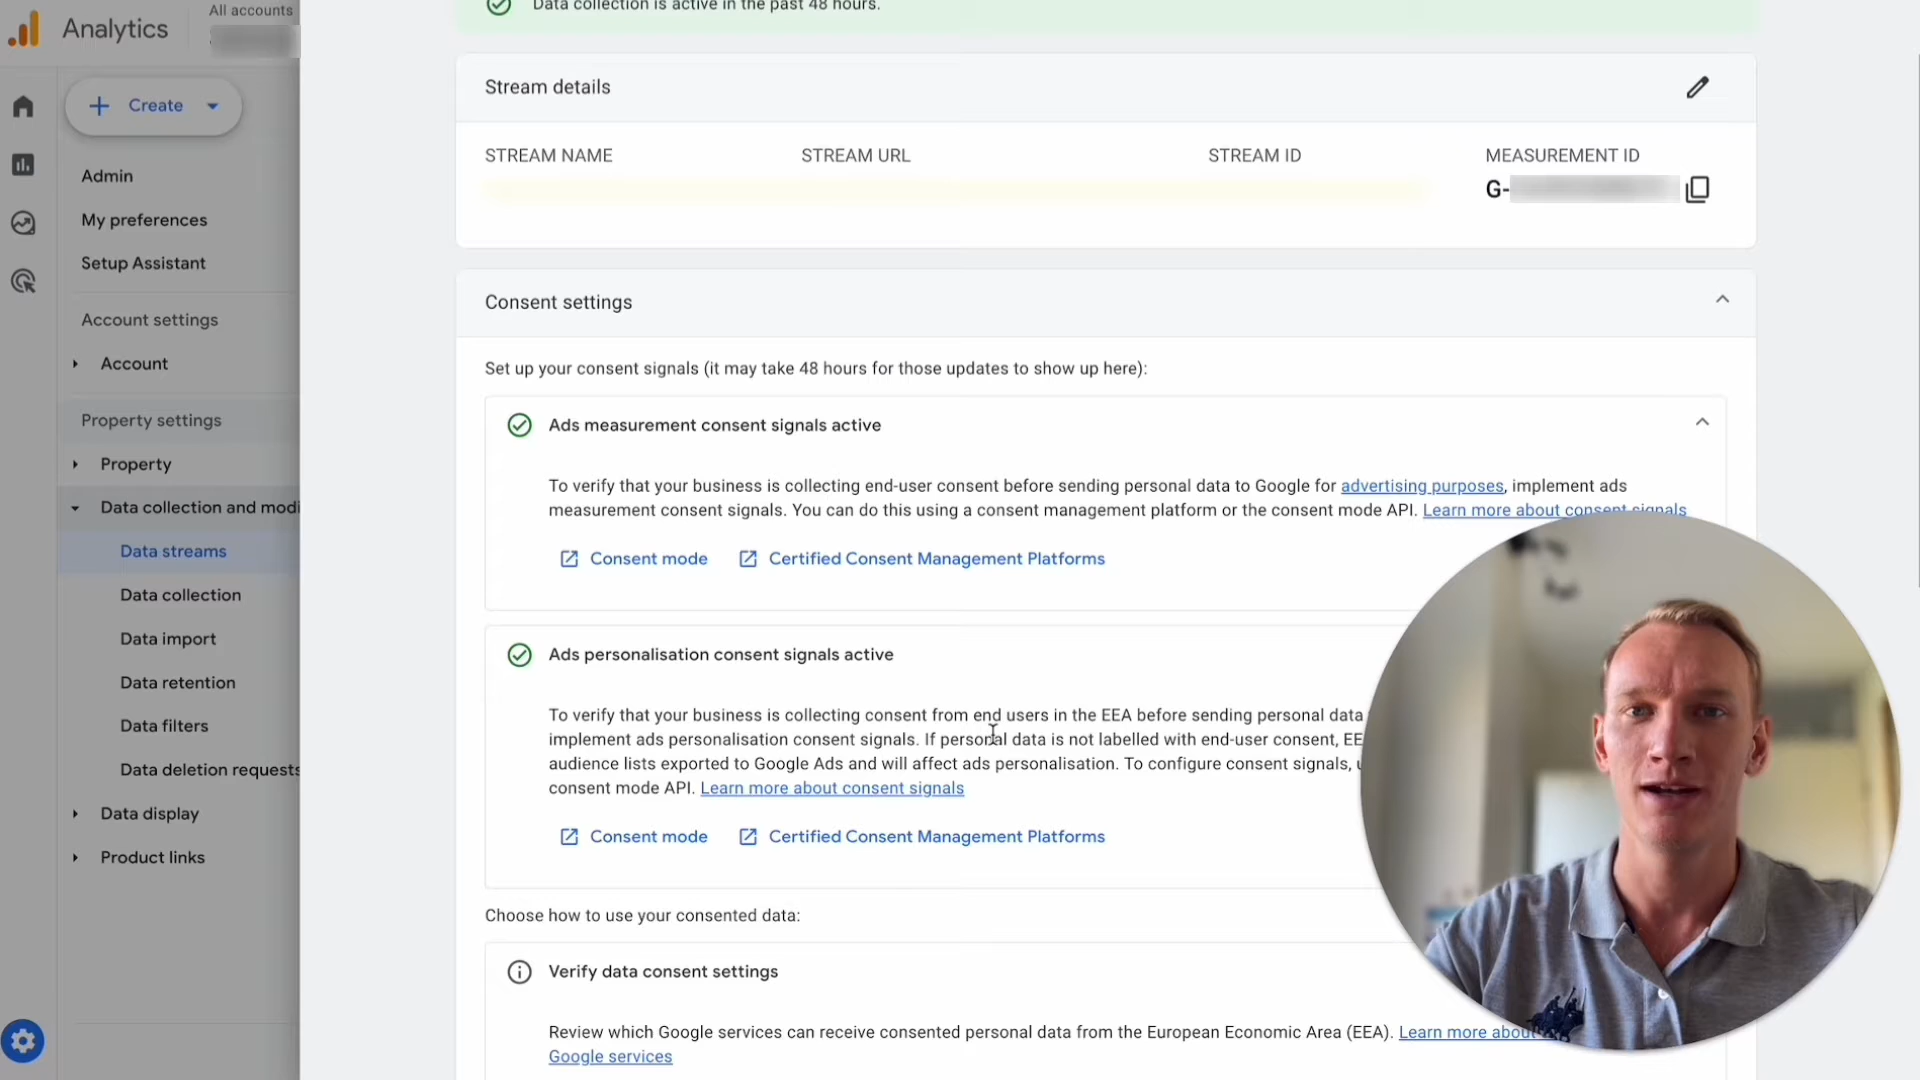 Analytics
All accounts
Create
Admin
My preferences
Setup Assistant
Account settings
Account
Property settings
Property
Data collection and modi
Data streams
Data collection
Data import
Data retention
Data filters
Data deletion requests
Data display
Product links
Data collection is active in the past 48 hours.
Stream details
STREAM NAME STREAM URL STREAM ID MEASUREMENT ID
G-
Consent settings
Set up your consent signals (it may take 48 hours for those updates to show up here):
Ads measurement consent signals active
To verify that your business is collecting end-user consent before sending personal data to Google for advertising purposes, implement ads
measurement consent signals. You can do this using a consent management platform or the consent mode API. Learn more about consent signals
Consent mode Certified Consent Management Platforms
Ads personalisation consent signals active
To verify that your business is collecting consent from end users in the EEA before sending personal data
implement ads personalisation consent signals. If personal data is not labelled with end-user consent, EE
audience lists exported to Google Ads and will affect ads personalisation. To configure consent signals, u
consent mode API. Learn more about consent signals
Consent mode Certified Consent Management Platforms
Choose how to use your consented data:
Verify data consent settings
Review which Google services can receive consented personal data from the European Economic Area (EEA). Learn more about
Google services